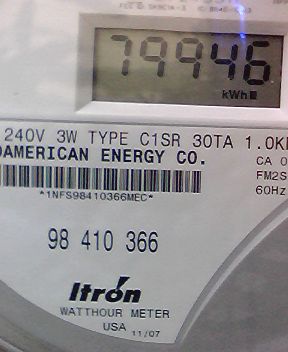 79946
kWh
240V 3W TYPE C1SR 30TA 1.0K
OAMERICAN ENERGY CO.
CA 0
FM2S
60Hz
*1NFS98410366MEC*
98 410 366
Itron
WATTHOUR METER
USA 11/07